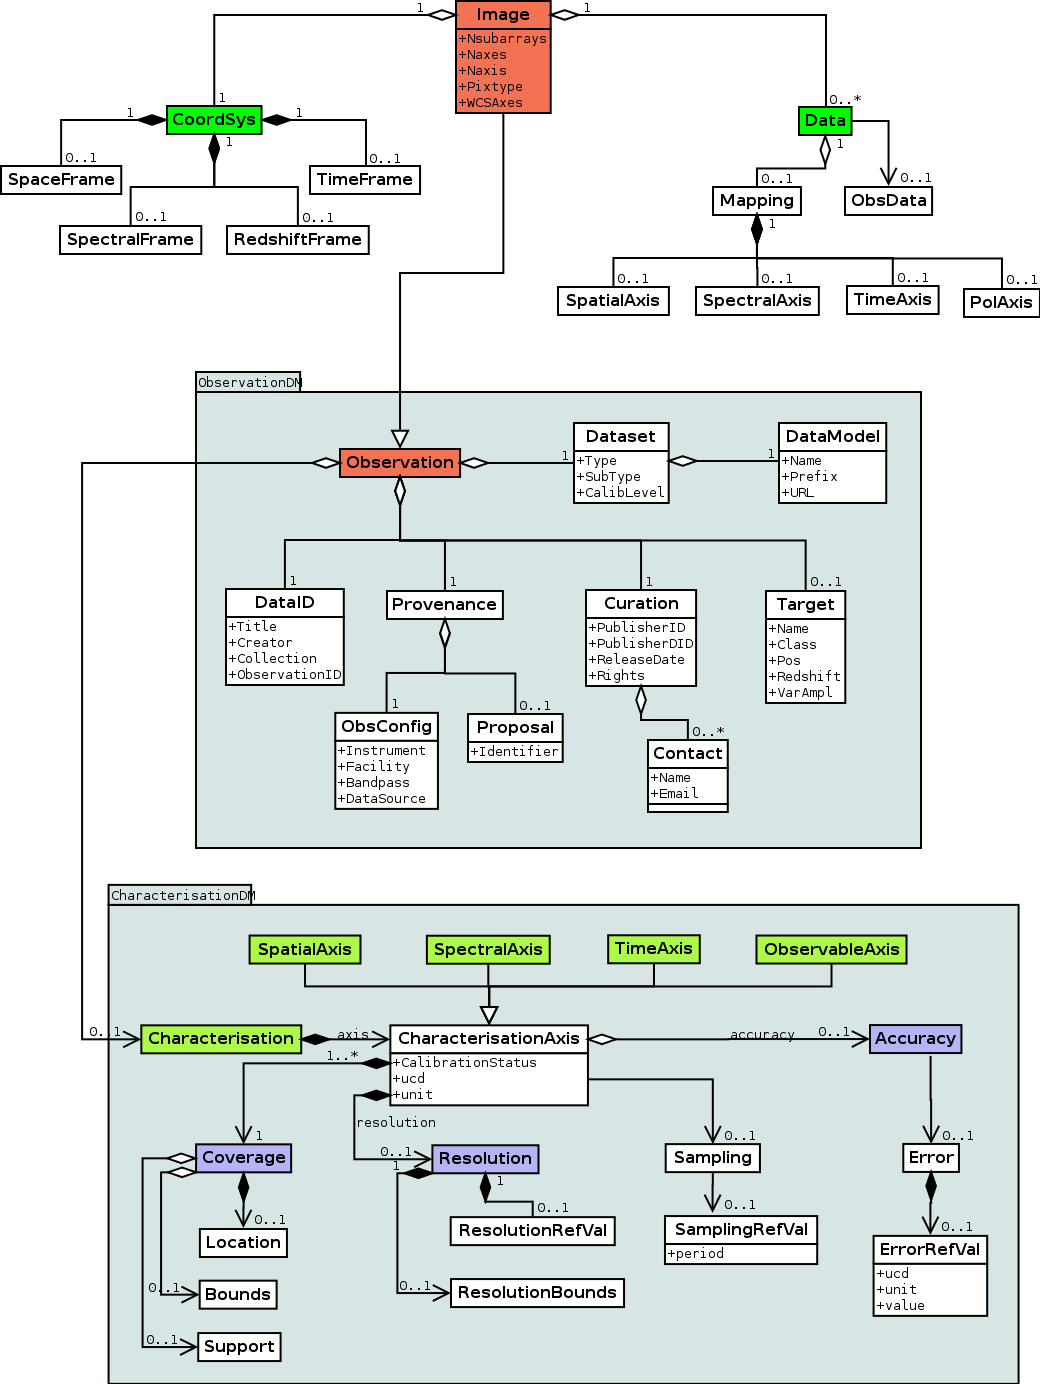 1
Image
1
+Nsubarrays
+Naxes
+Naxis
+Pixtype
+WCSAxes
1
0..*
1
CoordSys
1
Data
1
1
0..1
0..1
0..1
0..1
SpaceFrame
TimeFrame
Mapping
ObsData
0..1
0..1
1
SpectralFrame
RedshiftFrame
0..1
0..1
0..1
0..1
SpatialAxis
SpectralAxis
TimeAxis
PolAxis
ObservationDM
Observation
1
Dataset
+Type
+SubType
+CalibLevel
1
DataModel
+Name
+Prefix
+URL
1
1
1
0..1
DataID
+Title
+Creator
+Collection
+ObservationID
Provenance
Curation
+PublisherID
+PublisherDID
+ReleaseDate
+Rights
Target
+Name
+Class
+Pos
+Redshift
+VarAmpl
1
0..1
0..*
ObsConfig
+Instrument
+Facility
+Bandpass
+DataSource
Proposal
+Identifier
Contact
+Name
+Email
CharacterisationDM
SpatialAxis
SpectralAxis
TimeAxis
ObservableAxis
0..1
Characterisation
axis
1..*
CharacterisationAxis
+CalibrationStatus
+ucd
+unit
accuracy
0..1
Accuracy
resolution
1
0..1
0..1
0..1
Coverage
1
Resolution
1
Sampling
Error
0..1
0..1
0..1
0..1
Location
ResolutionRefVal
SamplingRefVal
+period
ErrorRefVal
+ucd
+unit
+value
0..1
Bounds
0..1
ResolutionBounds
0..1
Support